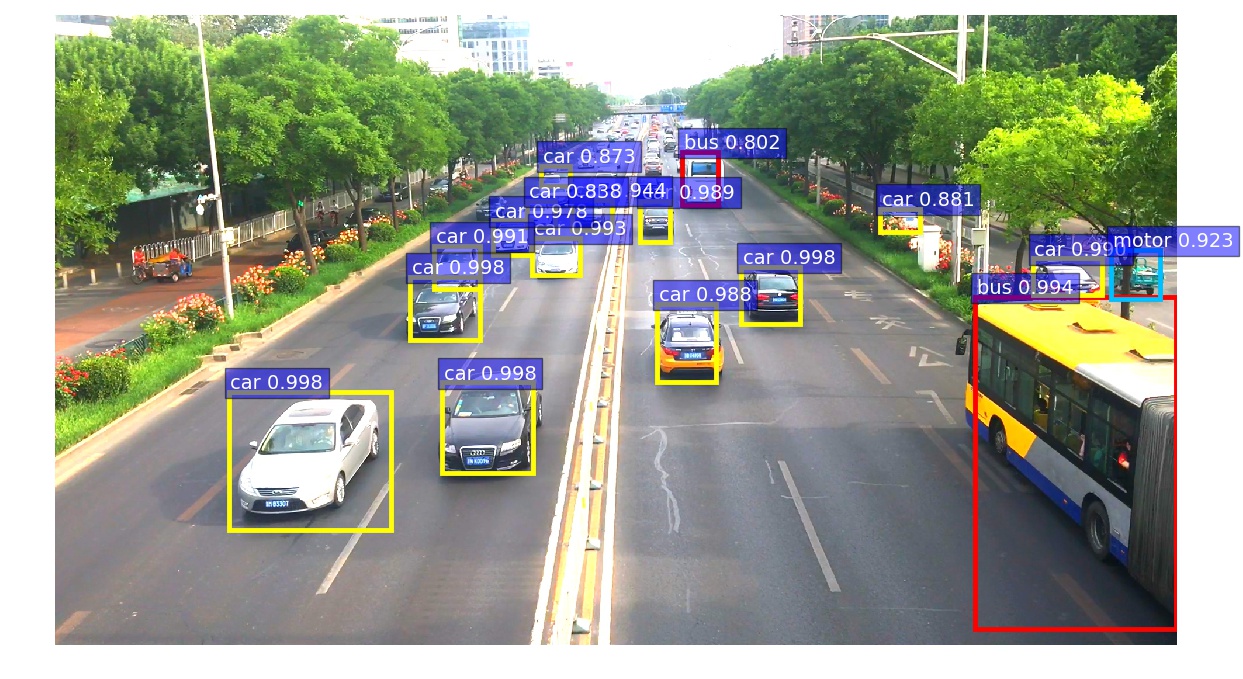 bus 0.802
car 0.873
car 0.838
944
0.989
car 0.881
car 0.978
car 0.993
car 0.991
motor 0.923
car 0.990
car 0.998
car 0.998
bus 0.994
car 0.988
car 0.998
car 0.998